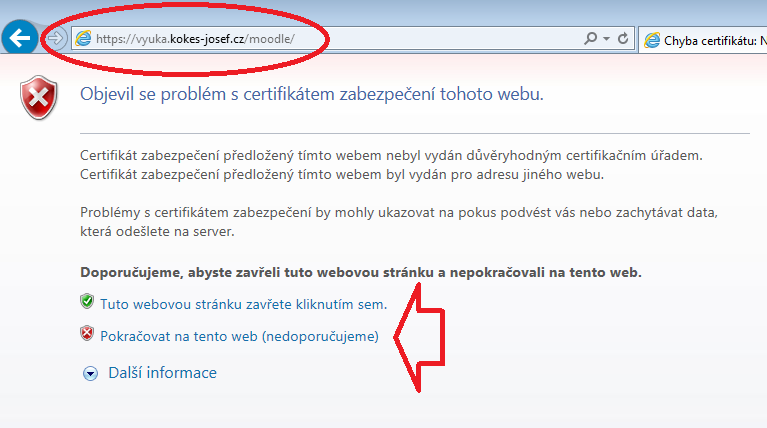 https://vyuka.kokes-josef.cz/moodle/
Chyba certifikátu: N
Objevil se problém s certifikátem zabezpečení tohoto webu.
Certifikát zabezpečení předložený tímto webem nebyl vydán důvěryhodným certifikačním úřadem.
Certifikát zabezpečení předložený tímto webem byl vydán pro adresu jiného webu.
Problémy s certifikátem zabezpečení by mohly ukazovat na pokus podvést vás nebo zachytávat data,
která odešlete na server.
Doporučujeme, abyste zavřeli tuto webovou stránku a nepokračovali na tento web.
Tuto webovou stránku zavřete kliknutím sem.
Pokračovat na tento web (nedoporučujeme)
Další informace